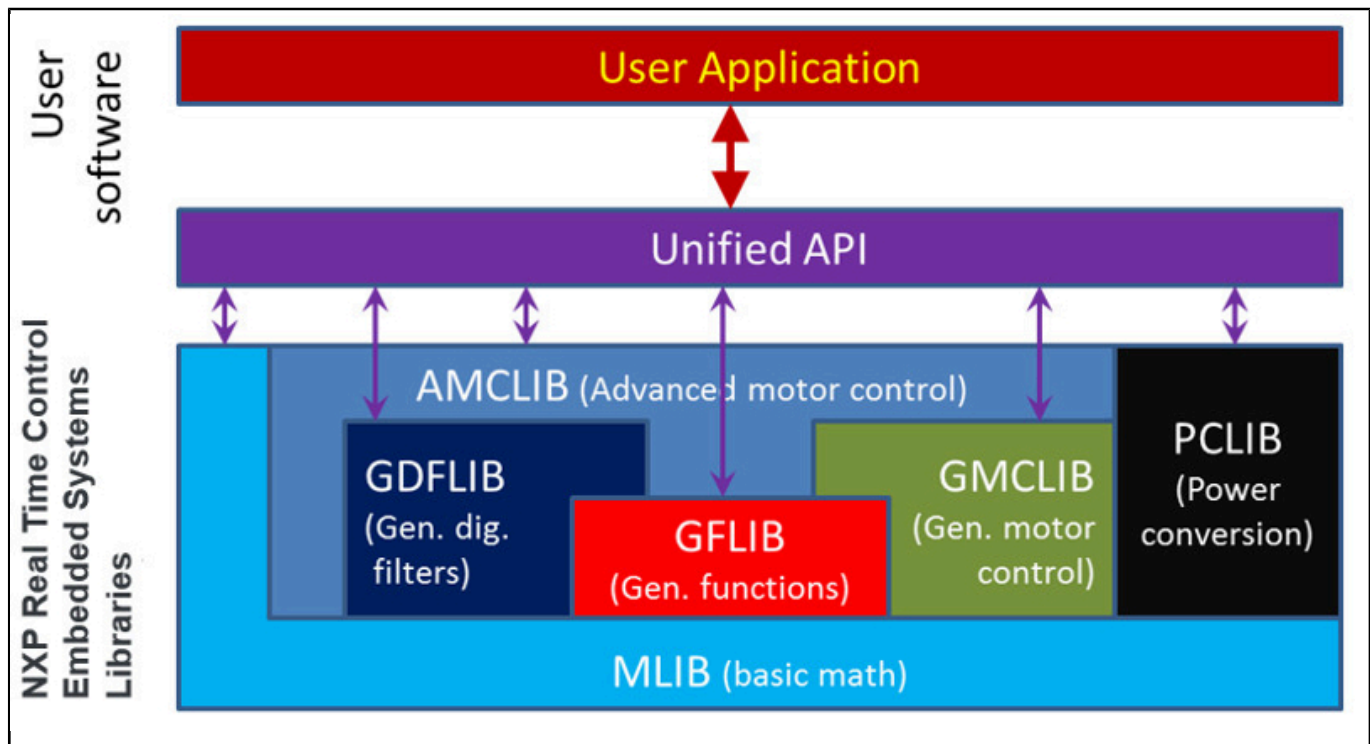 User
software
User Application
Unified API
NXP Real Time Control
Embedded Systems
Libraries
AMCLIB (Advanced motor control)
GDFLIB
(Gen. dig.
filters)
GFLIB
(Gen. functions)
GMCLIB
(Gen. motor
control)
PCLIB
(Power
conversion)
MLIB (basic math)